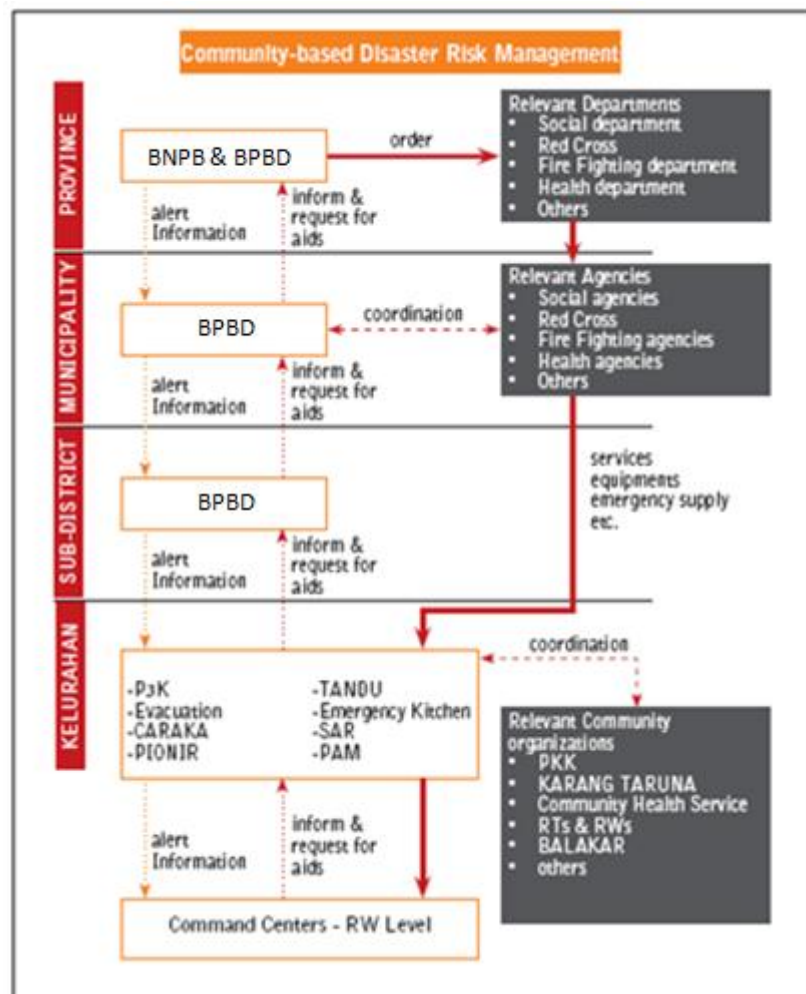 Community-based Disaster Risk Management
PROVINCE
BNPB & BPBD
order
Relevant Departments
• Social department
• Red Cross
• Fire Fighting department
• Health department
• Others
alert
Information
inform &
request for
aids
MUNICIPALITY
BPBD
coordination
Relevant Agencies
• Social agencies
• Red Cross
• Fire Fighting agencies
• Health agencies
• Others
alert
Information
inform &
request for
aids
SUB-DISTRICT
BPBD
services
equipments
emergency supply
etc.
alert
Information
inform &
request for
aids
KELURAHAN
coordination
-P3K
-Evacuation
-CARAKA
-PIONIR
-TANDU
-Emergency Kitchen
-SAR
-PAM
Relevant Community
organizations
• PKK
• KARANG TARUNA
• Community Health Service
• RTs & RWs
• BALAKAR
• others
alert
Information
inform &
request for
aids
Command Centers - RW Level